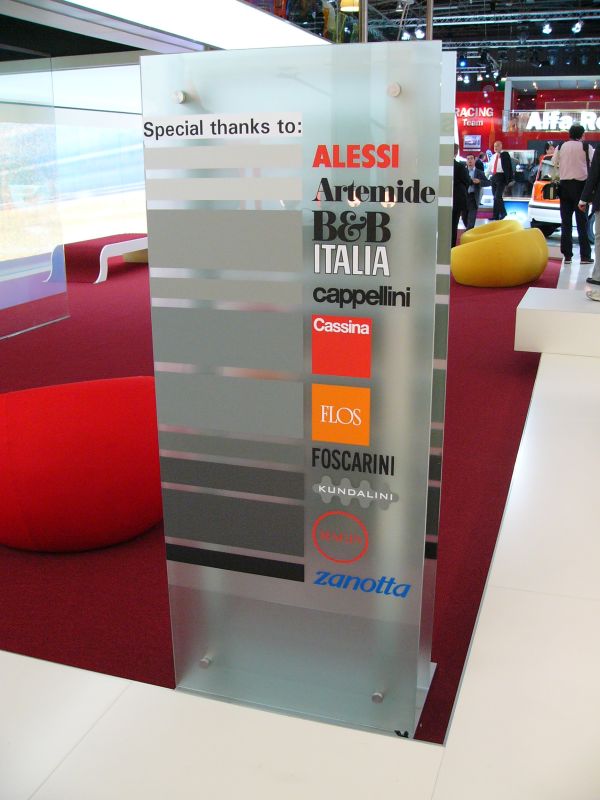 Special thanks to:
ALESSI
Artemide
B&B
ITALIA
cappellini
Cassina
FLOS
FOSCARINI
KUNDALINI
zanotta
RACING
Team
Alfa Ro